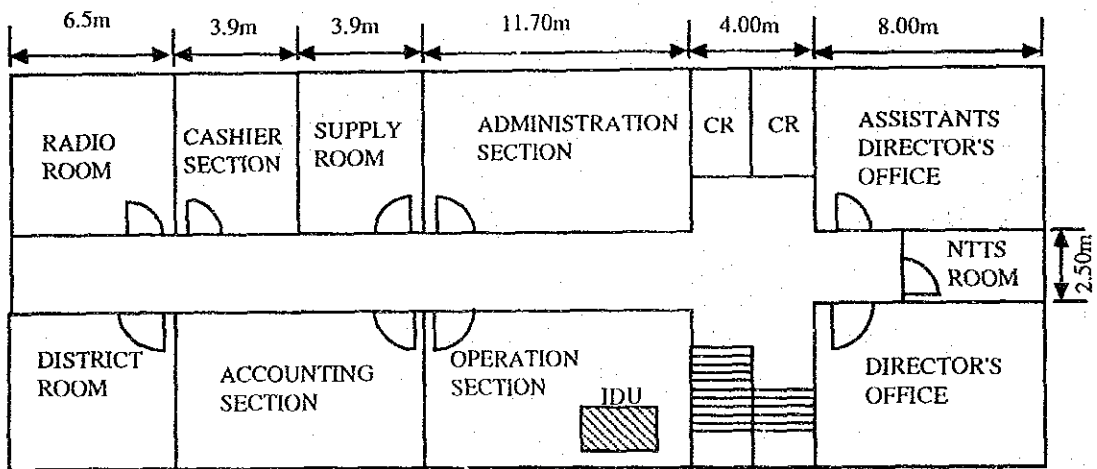 6.5m
3.9m
3.9m
11.70m
4.00m
8.00m
RADIO
ROOM
CASHIER
SECTION
SUPPLY
ROOM
ADMINISTRATION
SECTION
CR
CR
ASSISTANTS
DIRECTOR'S
OFFICE
NTTS
ROOM
2.50m
DISTRICT
ROOM
ACCOUNTING
SECTION
OPERATION
SECTION
IDU
DIRECTOR'S
OFFICE